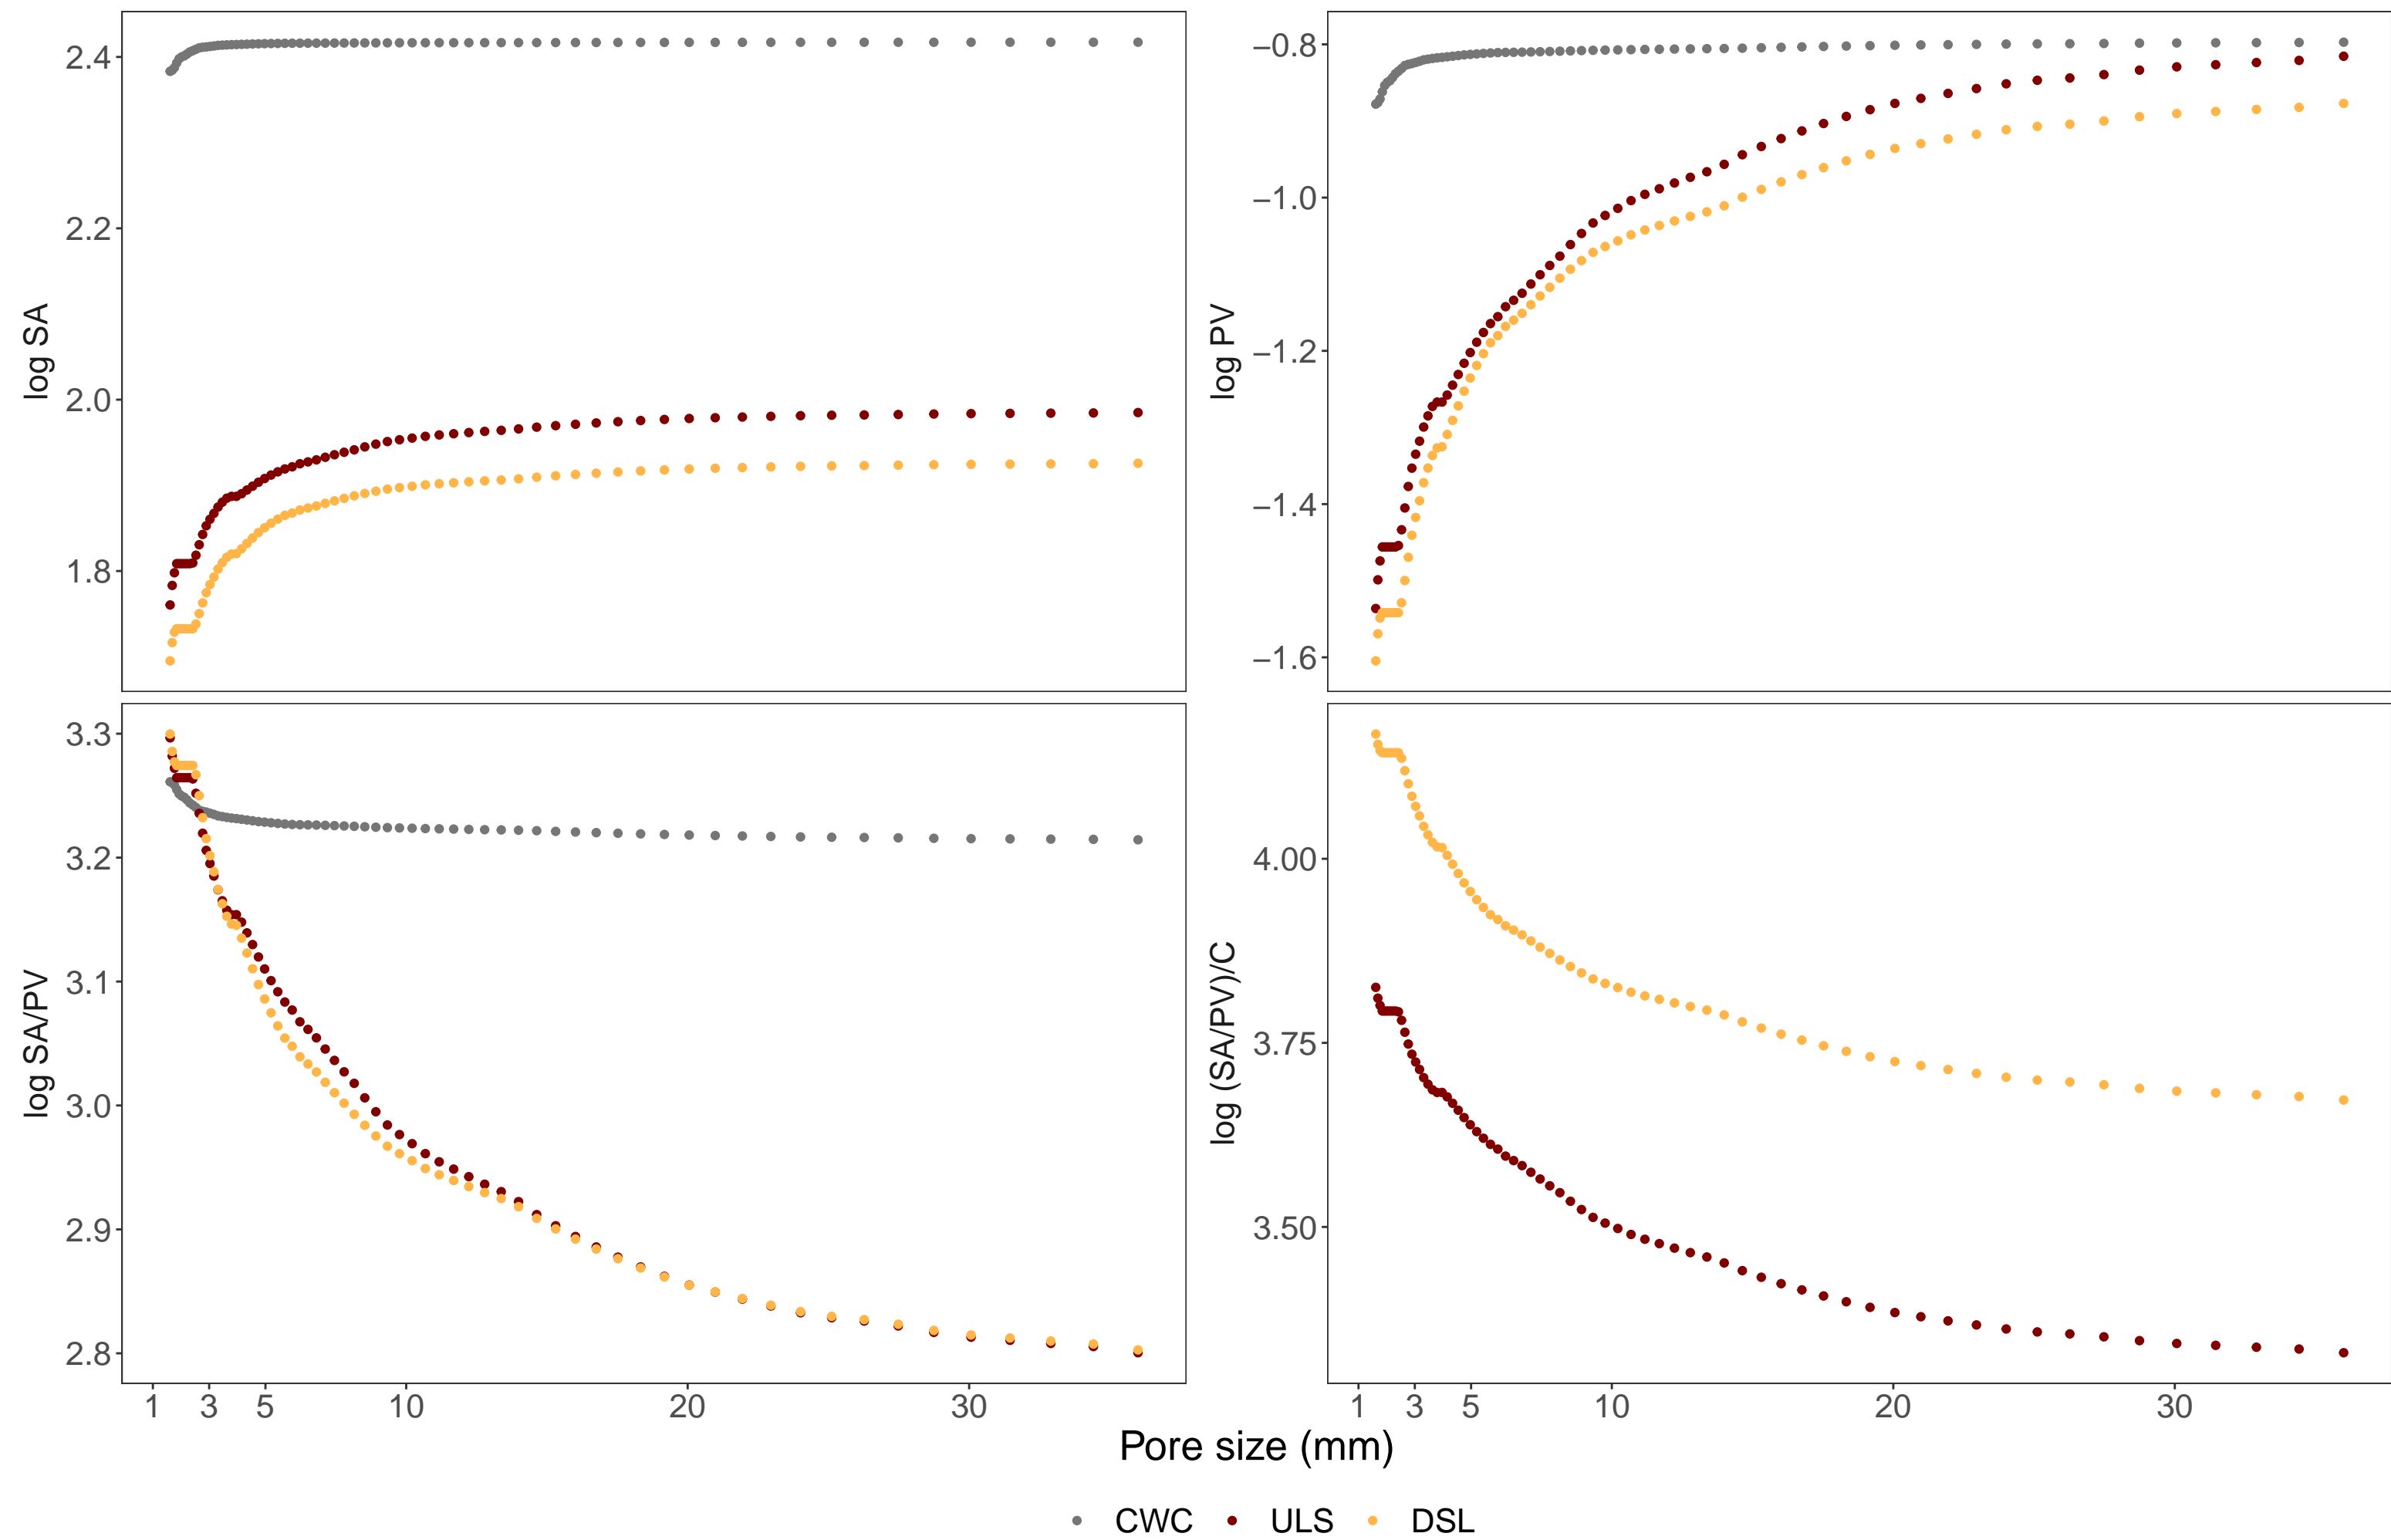 log SA
2.4
2.2
2.0
1.8
log PV
−0.8
−1.0
−1.2
−1.4
−1.6
log SA/PV
3.3
3.2
3.1
3.0
2.9
2.8
1 3 5 10 20 30
log (SA/PV)/C
4.00
3.75
3.50
1 3 5 10 20 30
Pore size (mm)
CWC ULS DSL